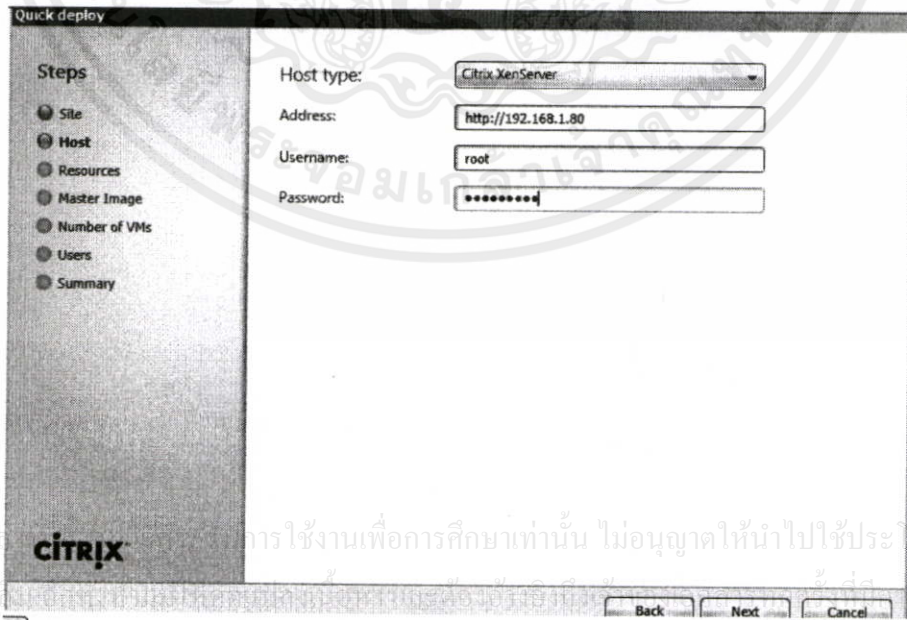 Quick deploy
Steps
Site
Host
Resources
Master Image
Number of VMs
Users
Summary
Host type: Citrix XenServer
Address: http://192.168.1.80
Username: root
Password: •••••••••
CITRIX
การใช้งานเพื่อการศึกษาเท่านั้น ไม่อนุญาตให้นำไปใช้ประโ
Back Next Cancel